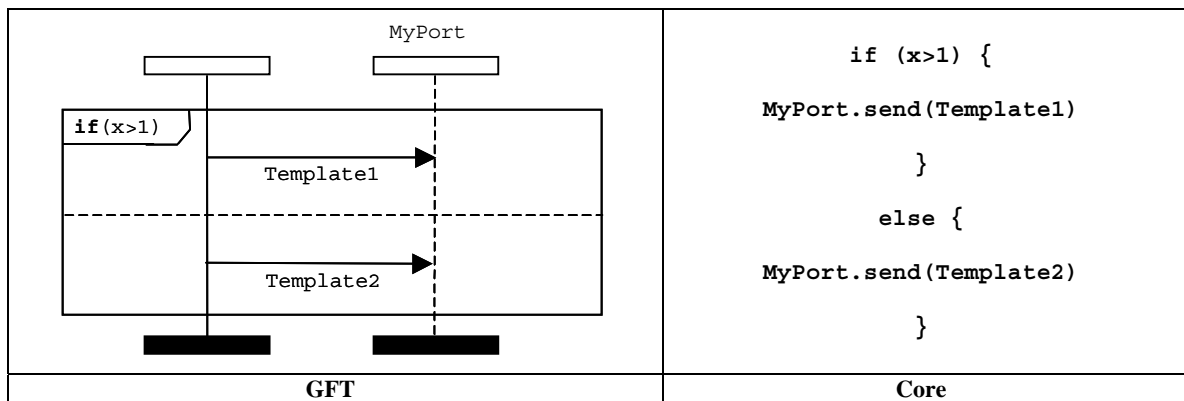 MyPort
if(x>1)
Template1
Template2
GFT
if (x>1) {
MyPort.send(Template1)
}
else {
MyPort.send(Template2)
}
Core